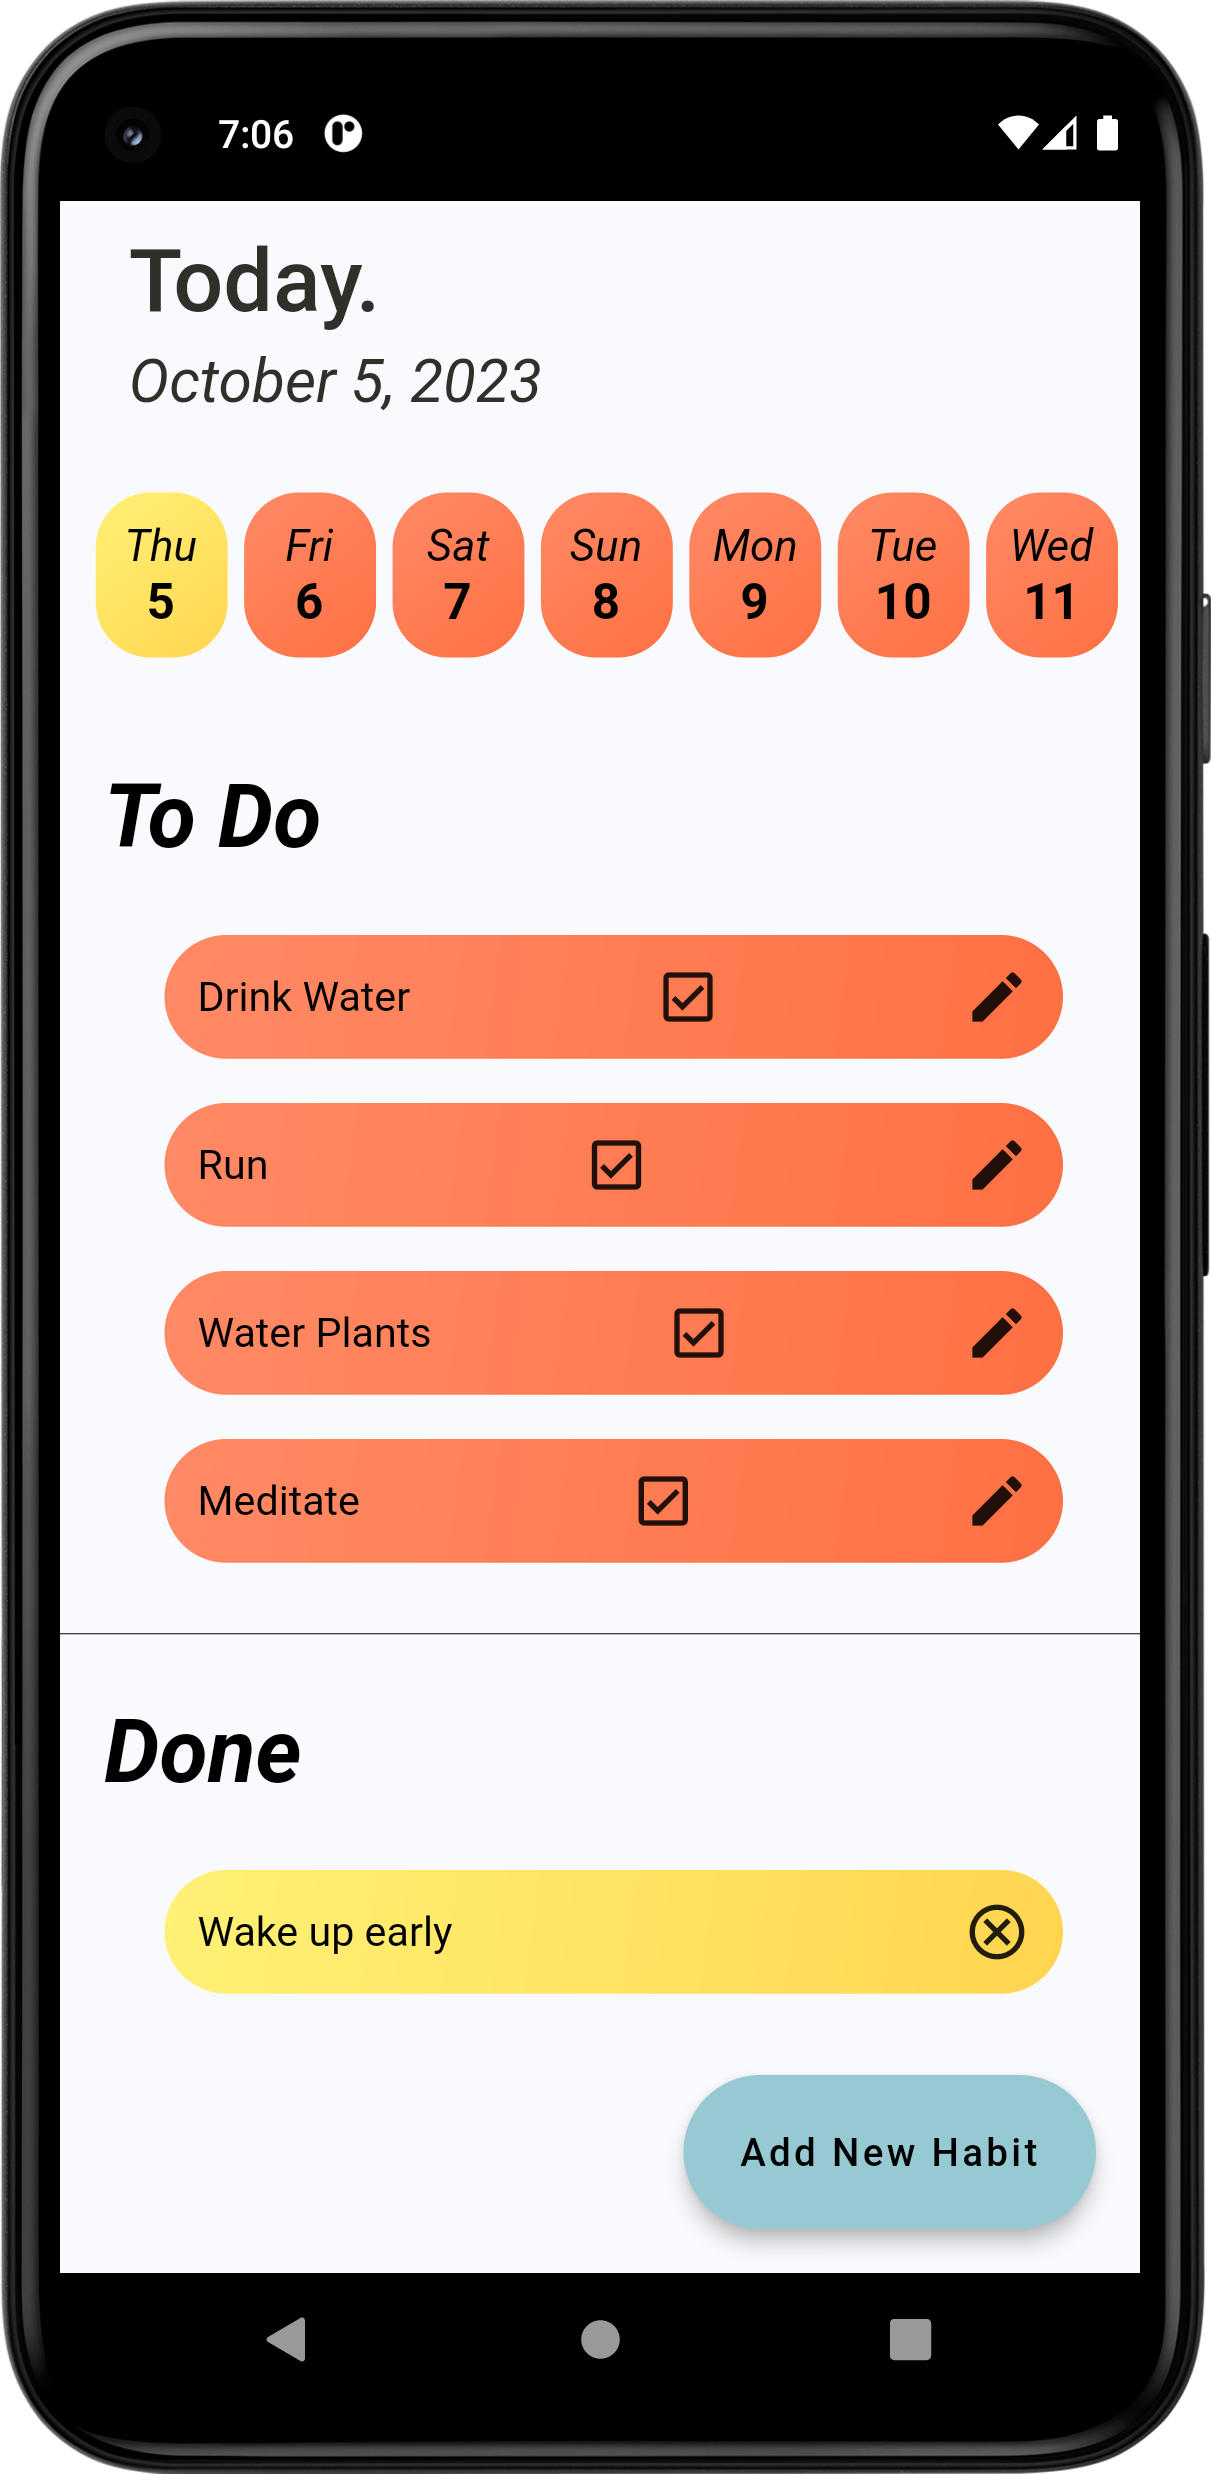 7:06
Today.
October 5, 2023
Thu Fri Sat Sun Mon Tue Wed
5 6 7 8 9 10 11
To Do
Drink Water
Run
Water Plants
Meditate
Done
Wake up early
Add New Habit